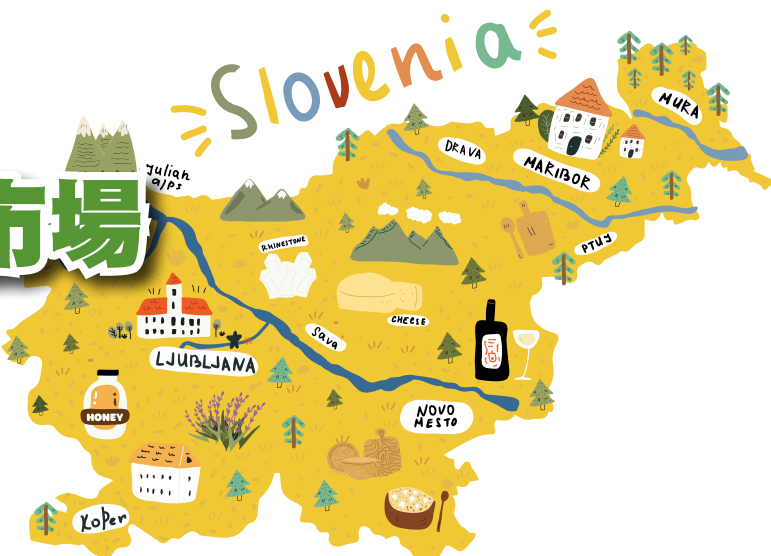 Slovenia
MURA
DRAVA
MARIBOR
Julian
alps
市場
RHINESTONE
PTUJ
CHEESE
Sava
LJUBLJANA
HONEY
NOVO
MESTO
Koper